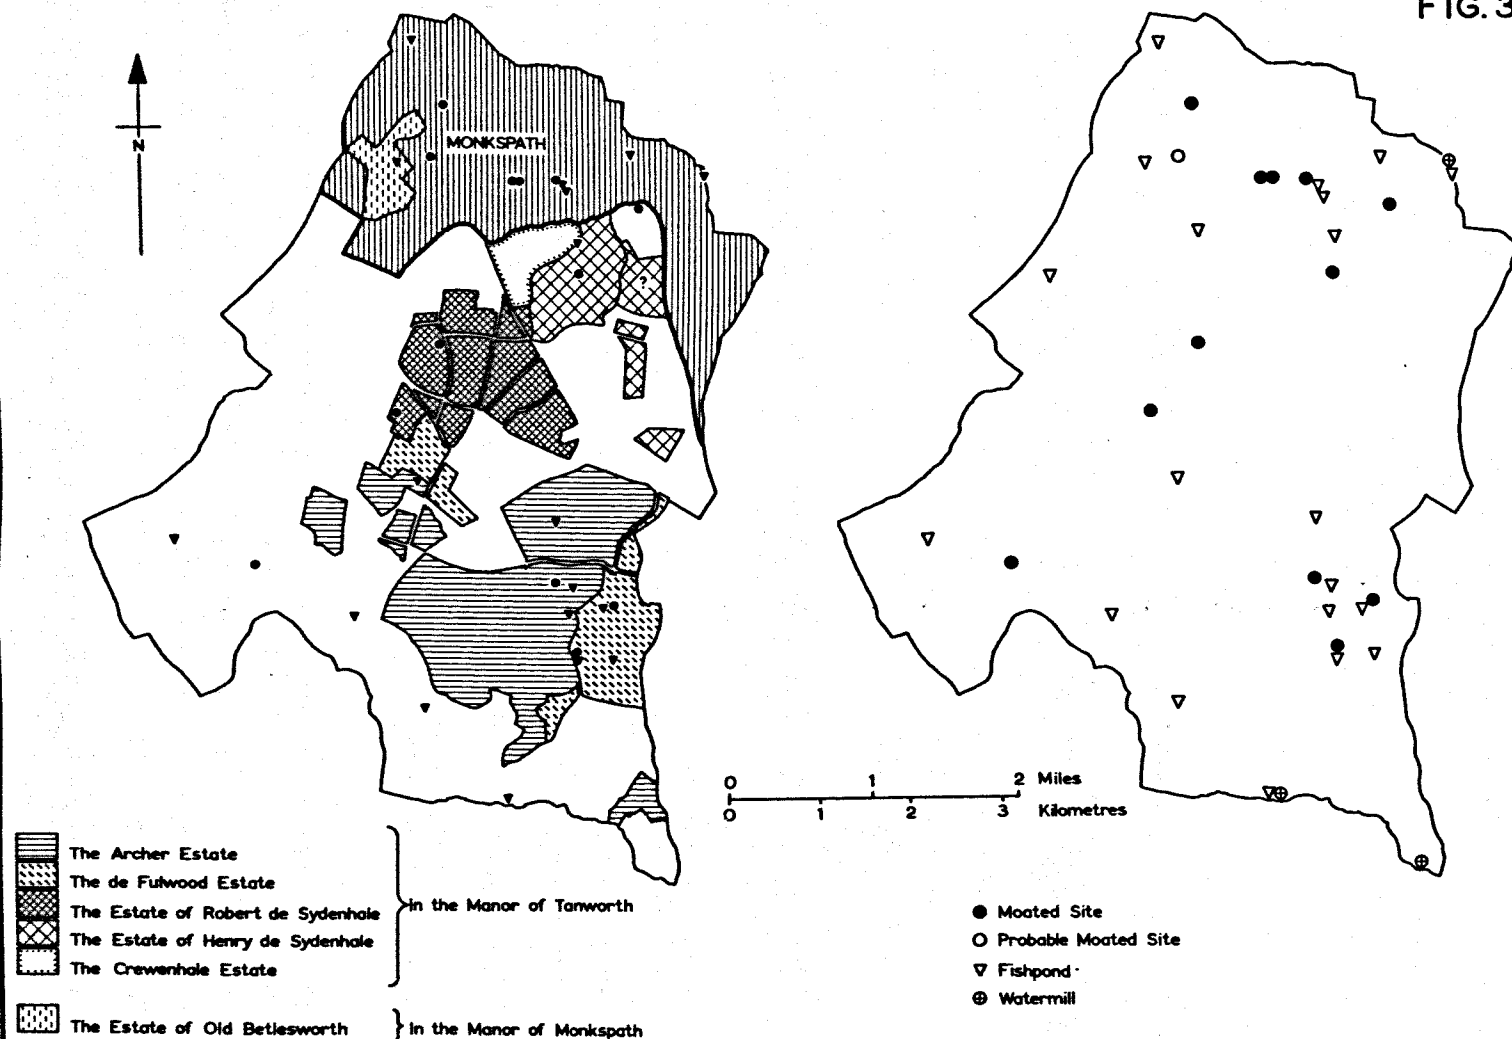 FIG. 3
N
MONKSPATH
?
0 1 2 Miles
0 1 2 3 Kilometres
The Archer Estate
The de Fulwood Estate
The Estate of Robert de Sydenhale
The Estate of Henry de Sydenhale
The Crewenhale Estate
In the Manor of Tanworth
The Estate of Old Betlesworth
In the Manor of Monkspath
Moated Site
Probable Moated Site
Fishpond
Watermill